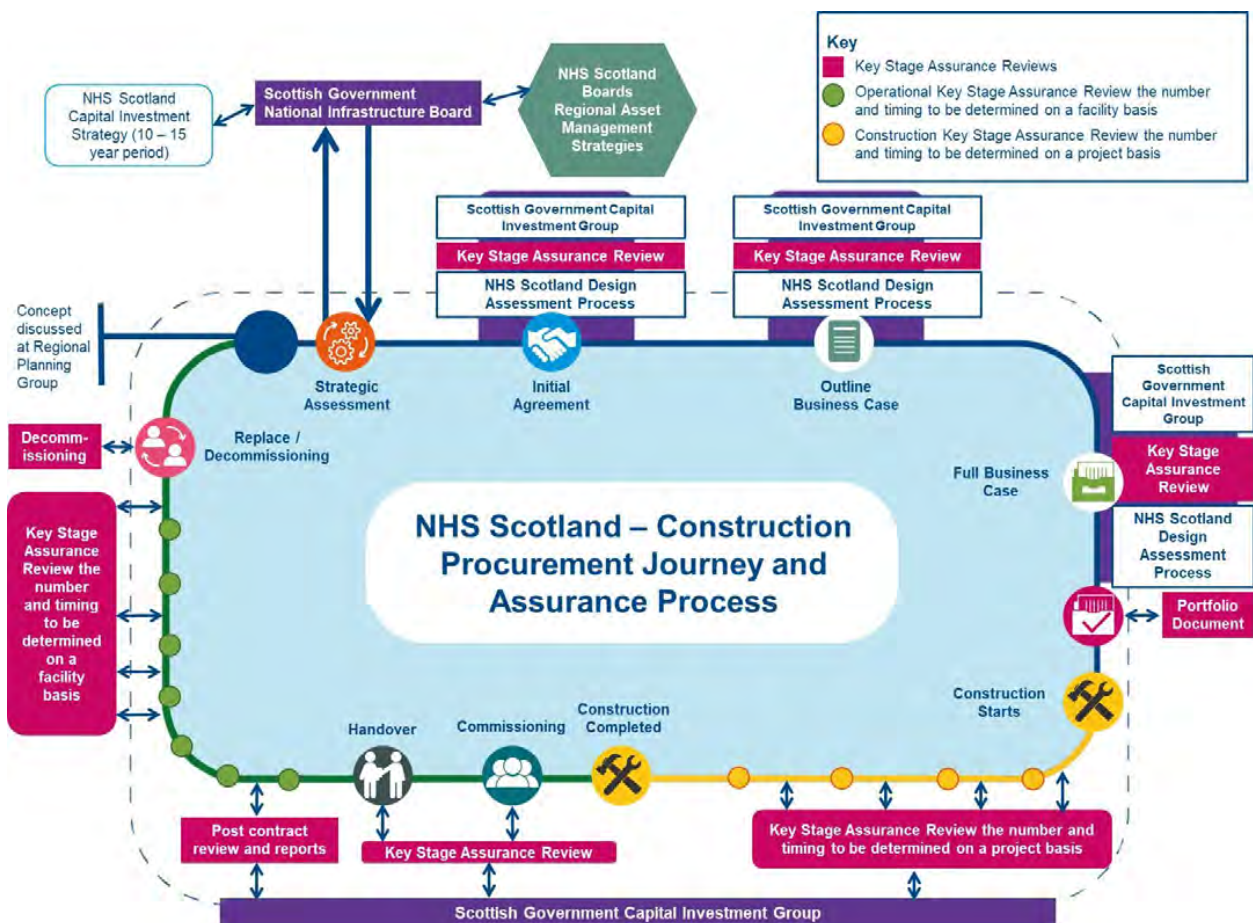 Key
Key Stage Assurance Reviews
Operational Key Stage Assurance Review the number
and timing to be determined on a facility basis
Construction Key Stage Assurance Review the number
and timing to be determined on a project basis
NHS Scotland
Capital Investment
Strategy (10 – 15
year period)
Scottish Government
National Infrastructure Board
NHS Scotland
Boards
Regional Asset
Management
Strategies
Scottish Government Capital
Investment Group
Key Stage Assurance Review
NHS Scotland Design
Assessment Process
Scottish Government Capital
Investment Group
Key Stage Assurance Review
NHS Scotland Design
Assessment Process
Concept
discussed
at Regional
Planning
Group
Strategic
Assessment
Initial
Agreement
Outline
Business Case
Scottish
Government
Capital Investment
Group
Key Stage
Assurance
Review
NHS Scotland
Design
Assessment
Process
Full Business
Case
Portfolio
Document
Construction
Starts
Decomm-
issioning
Replace /
Decommissioning
Key Stage
Assurance
Review the
number
and timing
to be
determined
on a
facility
basis
NHS Scotland – Construction
Procurement Journey and
Assurance Process
Handover
Commissioning
Construction
Completed
Post contract
review and reports
Key Stage Assurance Review
Key Stage Assurance Review the number and
timing to be determined on a project basis
Scottish Government Capital Investment Group